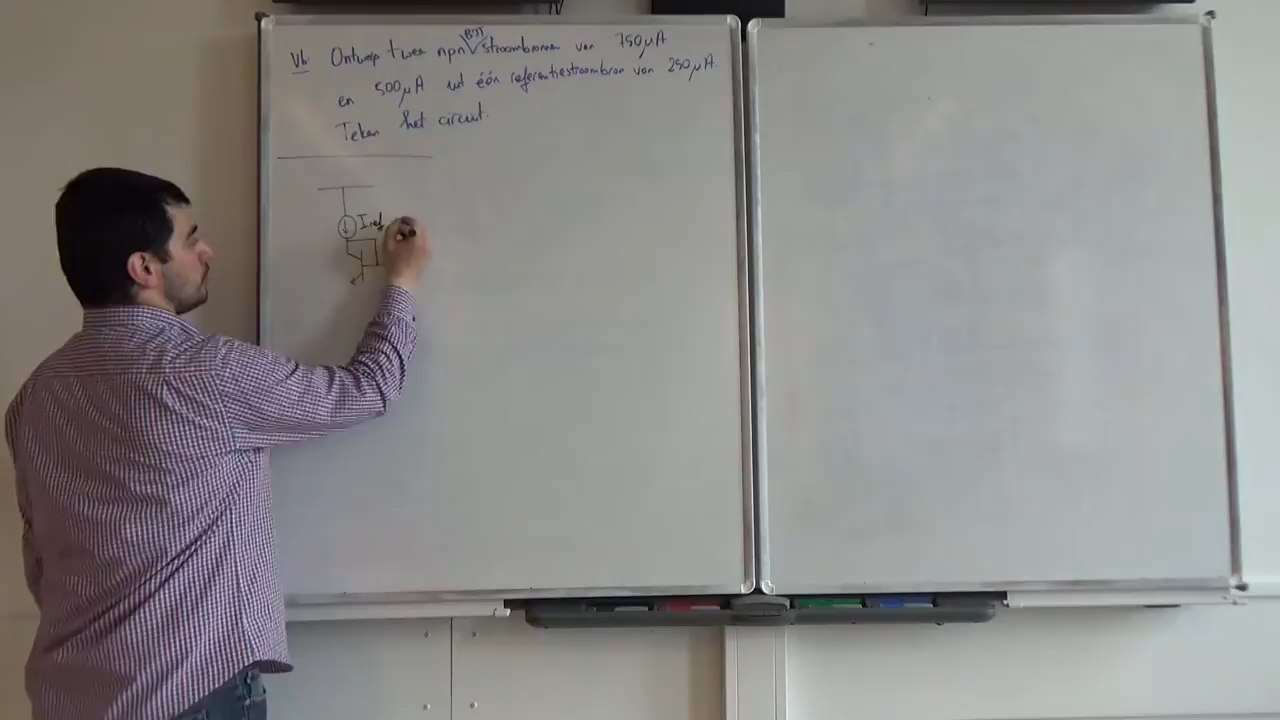 Vb. Ontwerp twee npn BJT stroombronnen van 750μA
en 500μA uit één referentiestroombron van 250μA.
Teken het circuit.
Iref